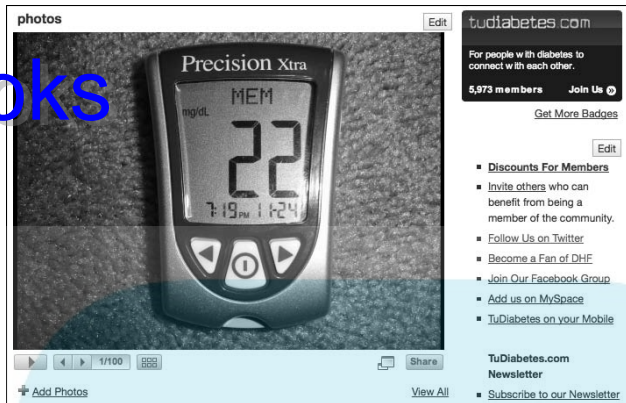 photos
Edit
oks
Precision Xtra
MEM
mg/dL
22
7:19 PM 11-24
1/100
Share
Add Photos
View All
tudiabetes.com
For people with diabetes to
connect with each other.
5,973 members Join Us
Get More Badges
Edit
Discounts For Members
Invite others who can
benefit from being a
member of the community.
Follow Us on Twitter
Become a Fan of DHF
Join Our Facebook Group
Add us on MySpace
TuDiabetes on your Mobile
TuDiabetes.com
Newsletter
Subscribe to our Newsletter